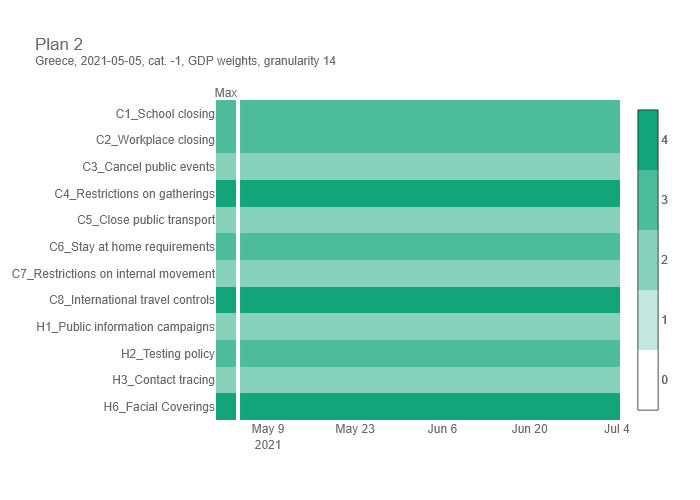 Plan 2
Greece, 2021-05-05, cat. -1, GDP weights, granularity 14
Max
C1_School closing
C2_Workplace closing
C3_Cancel public events
C4_Restrictions on gatherings
C5_Close public transport
C6_Stay at home requirements
C7_Restrictions on internal movement
C8_International travel controls
H1_Public information campaigns
H2_Testing policy
H3_Contact tracing
H6_Facial Coverings
May 9 May 23 Jun 6 Jun 20 Jul 4
2021
4
3
2
1
0